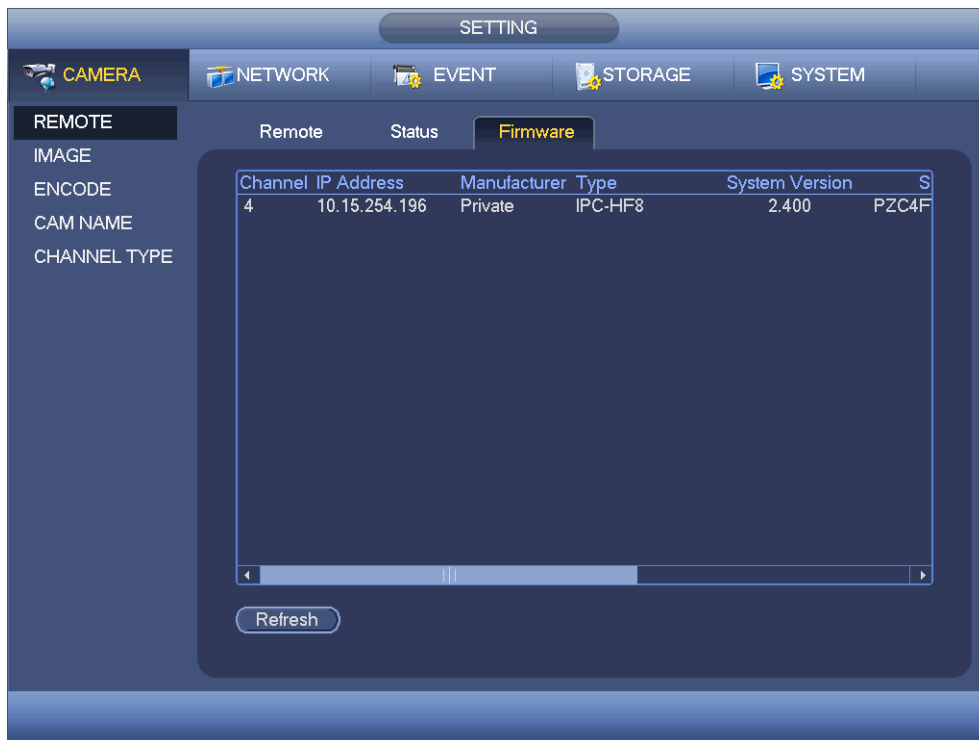 SETTING
CAMERA NETWORK EVENT STORAGE SYSTEM
REMOTE
IMAGE
ENCODE
CAM NAME
CHANNEL TYPE
Remote Status Firmware
Channel IP Address Manufacturer Type System Version S
4 10.15.254.196 Private IPC-HF8 2.400 PZC4F
Refresh